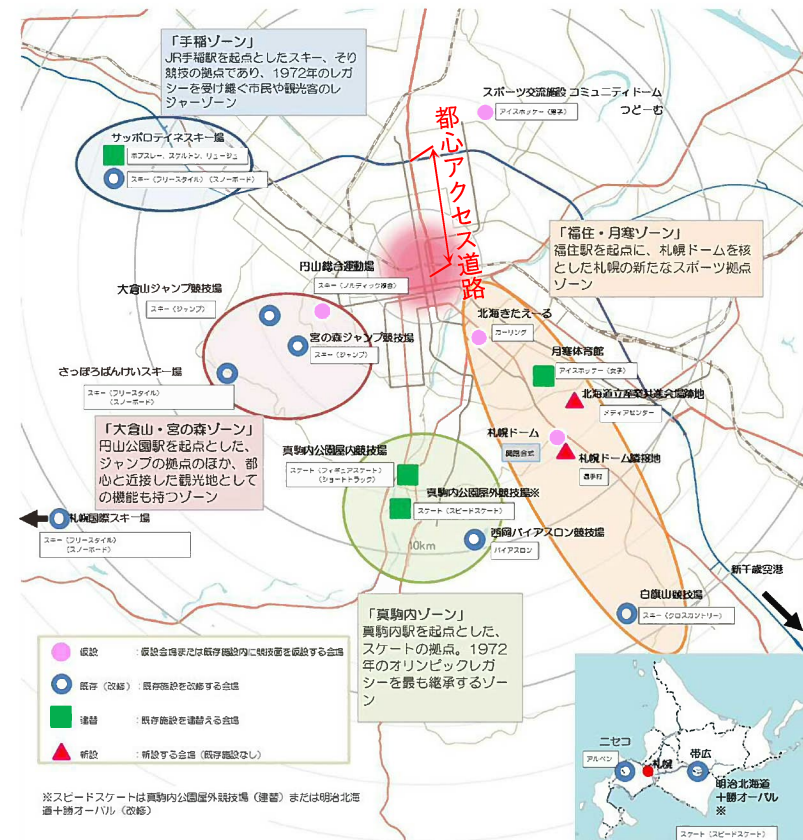 「手稲ゾーン」
JR手稲駅を起点としたスキー、そり
競技の拠点であり、1972年のレガ
シーを受け継ぐ市民や観光客のレ
ジャーゾーン
スポーツ交流施設 コミュニティドーム
つどーむ
アイスホッケー（男子）
都心アクセス道路
サッポロテイネスキー場
ボブスレー、スケルトン、リュージュ
スキー（フリースタイル）（スノーボード）
「福住・月寒ゾーン」
福住駅を起点に、札幌ドームを核
とした札幌の新たなスポーツ拠点
ゾーン
円山総合運動場
スキー（ノルディック複合）
大倉山ジャンプ競技場
スキー（ジャンプ）
宮の森ジャンプ競技場
スキー（ジャンプ）
北海きたえーる
カーリング
月寒体育館
アイスホッケー（女子）
さっぽろばんけいスキー場
スキー（フリースタイル）
（スノーボード）
北海道立産業共進会場跡地
メディアセンター
「大倉山・宮の森ゾーン」
円山公園駅を起点とした、
ジャンプの拠点のほか、都
心と近接した観光地として
の機能も持つゾーン
札幌ドーム
開閉会式
札幌ドーム隣接地
選手村
真駒内公園屋内競技場
スケート（フィギュアスケート）
（ショートトラック）
真駒内公園屋外競技場※
スケート（スピードスケート）
札幌国際スキー場
スキー（フリースタイル）
（スノーボード）
西岡バイアスロン競技場
バイアスロン
10km
新千歳空港
白旗山競技場
スキー（クロスカントリー）
「真駒内ゾーン」
真駒内駅を起点とした、
スケートの拠点。1972
年のオリンピックレガ
シーを最も継承するゾー
ン
仮設 ：仮設会場または既存施設内に競技面を仮設する会場
既存（改修）：既存施設を改修する会場
建替 ：既存施設を建替える会場
新設 ：新設する会場（既存施設なし）
ニセコ
アルペン
札幌
帯広
明治北海道
十勝オーバル
※
スケート（スピードスケート）
※スピードスケートは真駒内公園屋外競技場（建替）または明治北海
道十勝オーバル（改修）